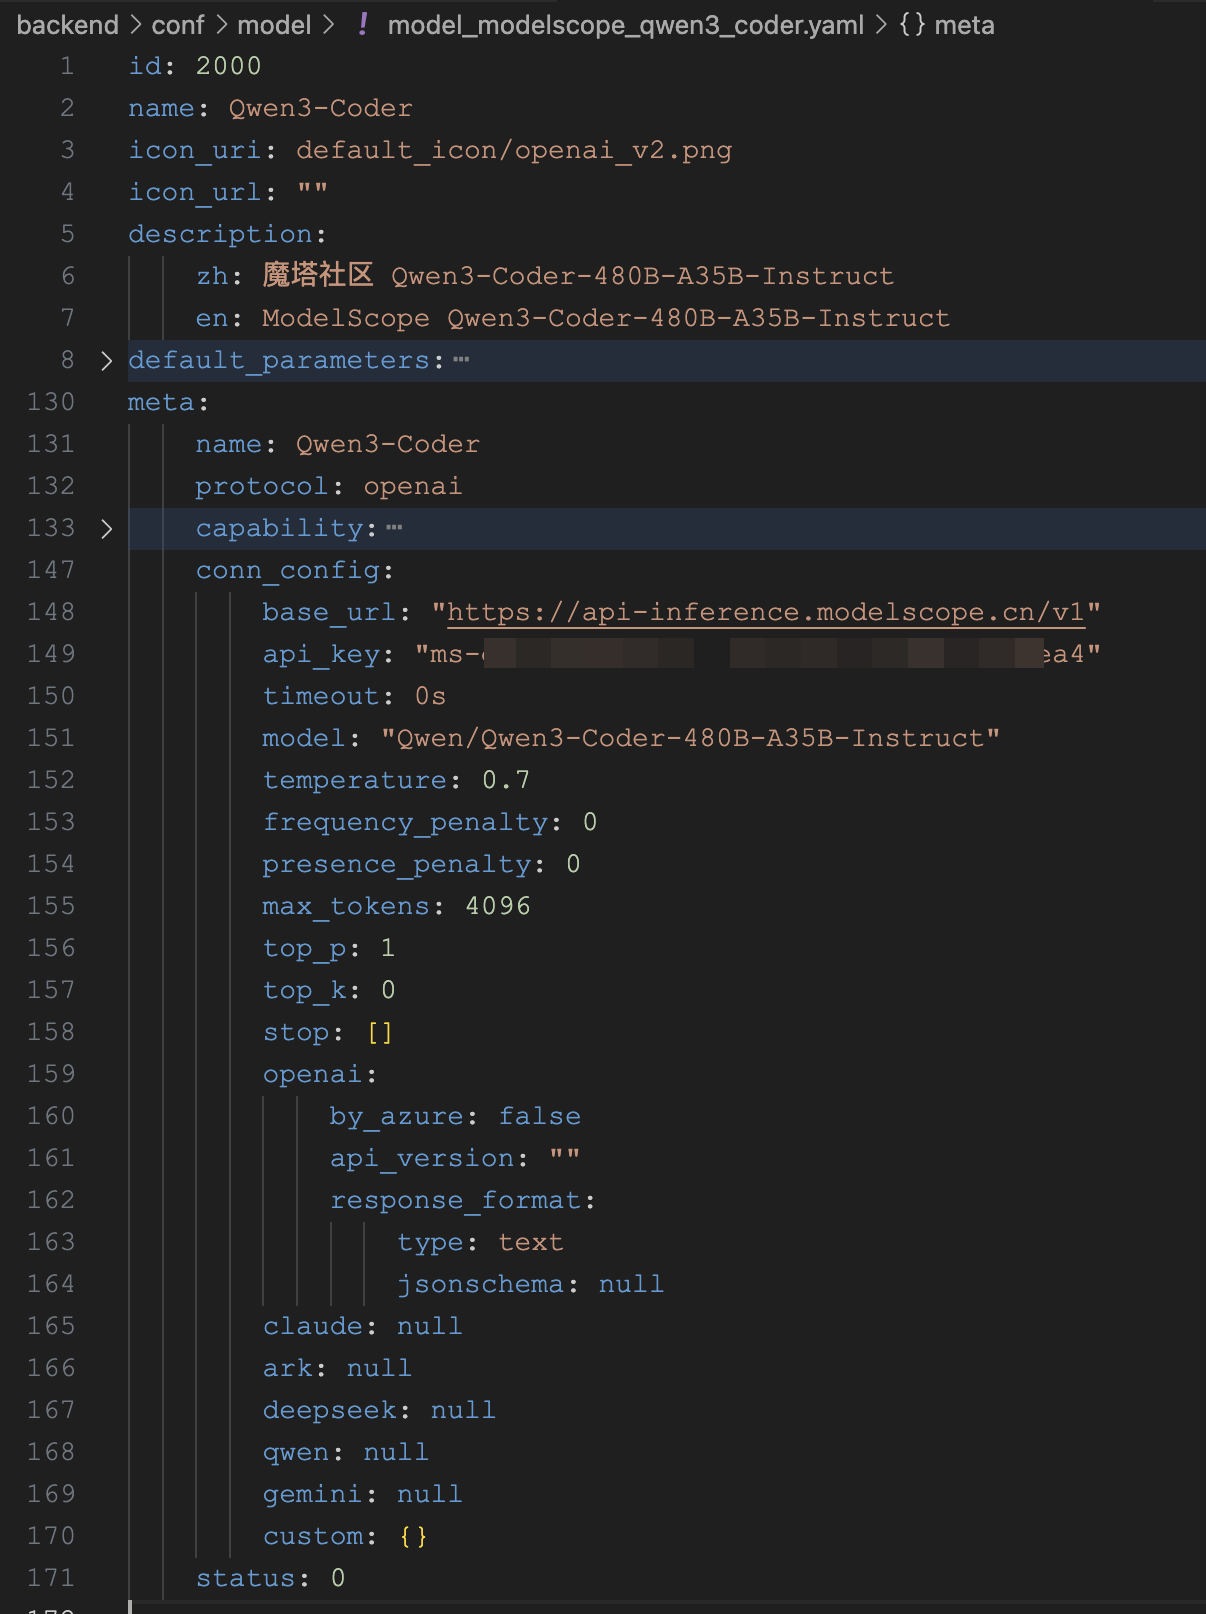 backend > conf > model > ! model_modelscope_qwen3_coder.yaml > {} meta
1 id: 2000
2 name: Qwen3-Coder
3 icon_uri: default_icon/openai_v2.png
4 icon_url: ""
5 description:
6 zh: 魔塔社区 Qwen3-Coder-480B-A35B-Instruct
7 en: ModelScope Qwen3-Coder-480B-A35B-Instruct
8 > default_parameters:⋯
130 meta:
131 name: Qwen3-Coder
132 protocol: openai
133 > capability:⋯
147 conn_config:
148 base_url: "https://api-inference.modelscope.cn/v1"
149 api_key: "ms- ea4"
150 timeout: 0s
151 model: "Qwen/Qwen3-Coder-480B-A35B-Instruct"
152 temperature: 0.7
153 frequency_penalty: 0
154 presence_penalty: 0
155 max_tokens: 4096
156 top_p: 1
157 top_k: 0
158 stop: []
159 openai:
160 by_azure: false
161 api_version: ""
162 response_format:
163 type: text
164 jsonschema: null
165 claude: null
166 ark: null
167 deepseek: null
168 qwen: null
169 gemini: null
170 custom: {}
171 status: 0